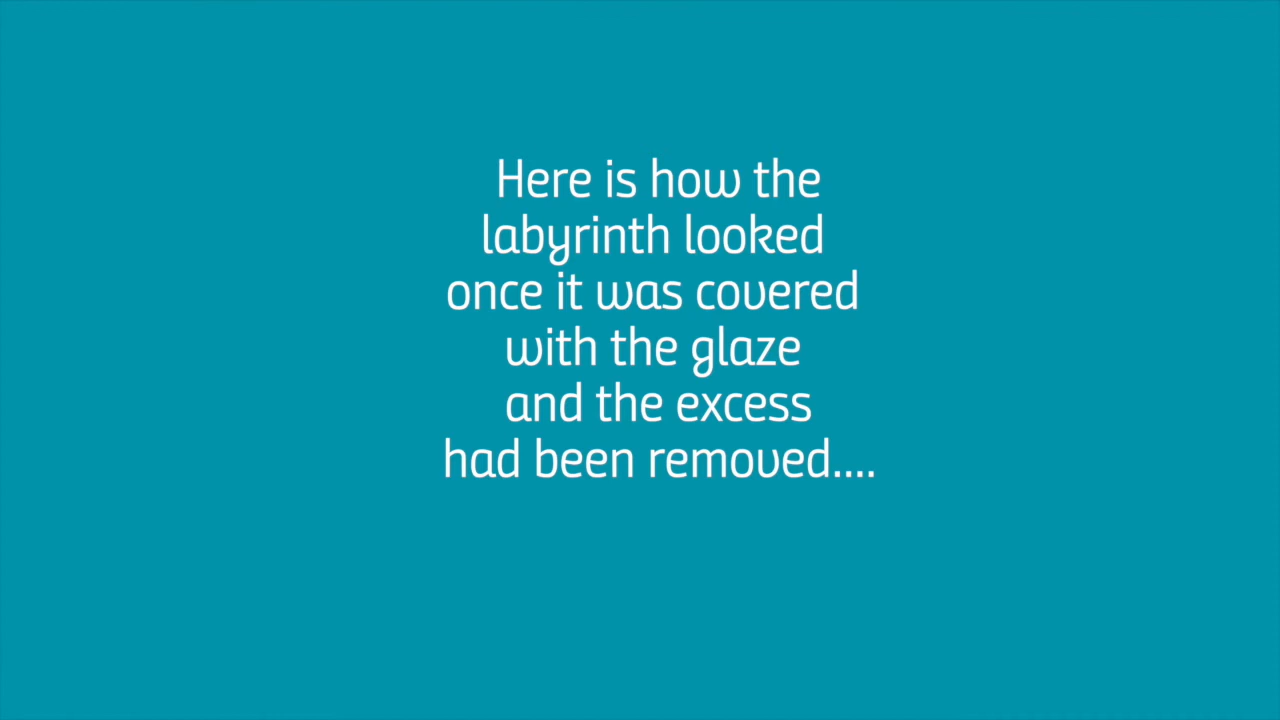 Here is how the
labyrinth looked
once it was covered
with the glaze
and the excess
had been removed....